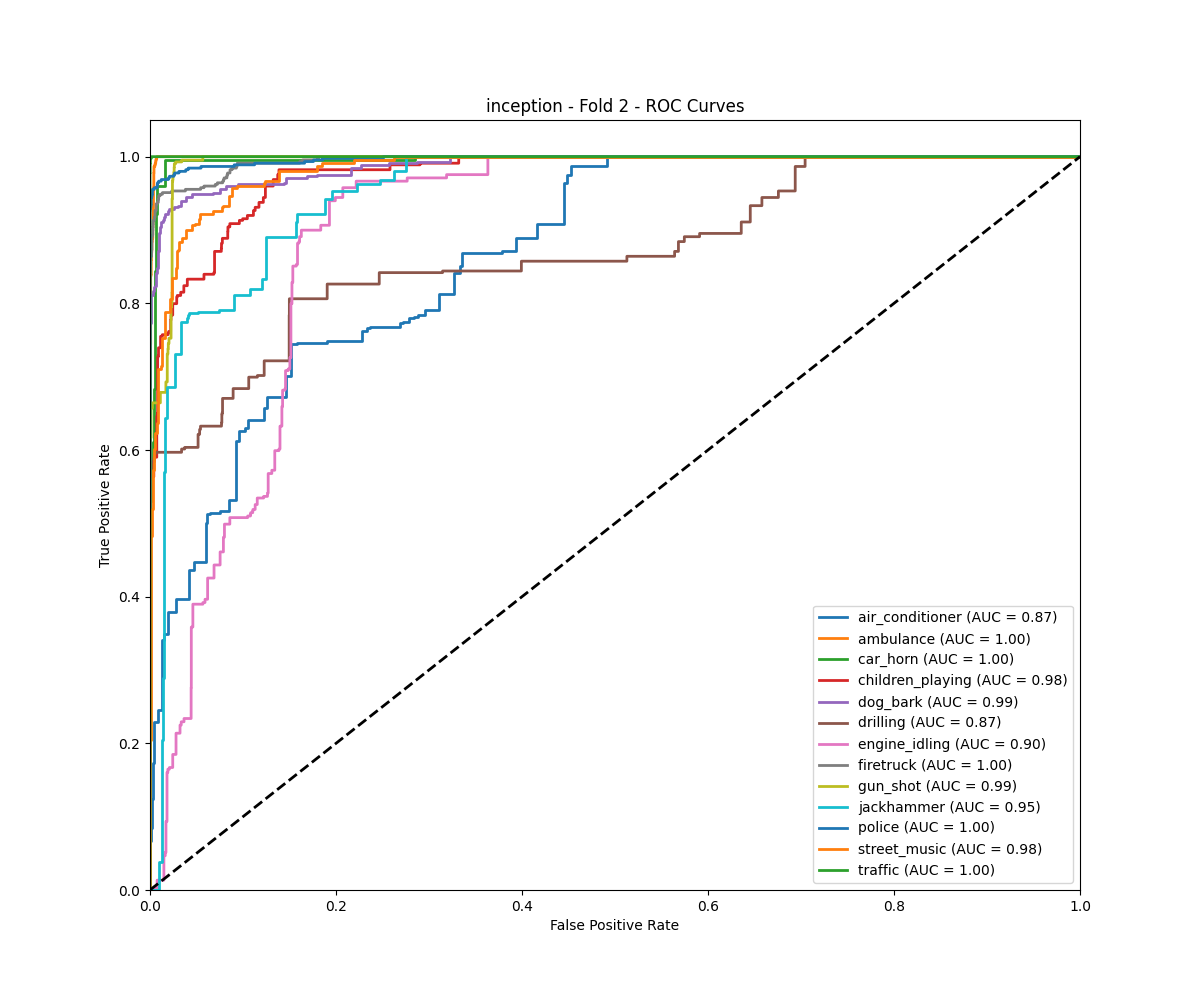 inception - Fold 2 - ROC Curves
1.0
0.8
0.6
0.4
0.2
0.0
True Positive Rate
0.0 0.2 0.4 0.6 0.8 1.0
False Positive Rate
air_conditioner (AUC = 0.87)
ambulance (AUC = 1.00)
car_horn (AUC = 1.00)
children_playing (AUC = 0.98)
dog_bark (AUC = 0.99)
drilling (AUC = 0.87)
engine_idling (AUC = 0.90)
firetruck (AUC = 1.00)
gun_shot (AUC = 0.99)
jackhammer (AUC = 0.95)
police (AUC = 1.00)
street_music (AUC = 0.98)
traffic (AUC = 1.00)